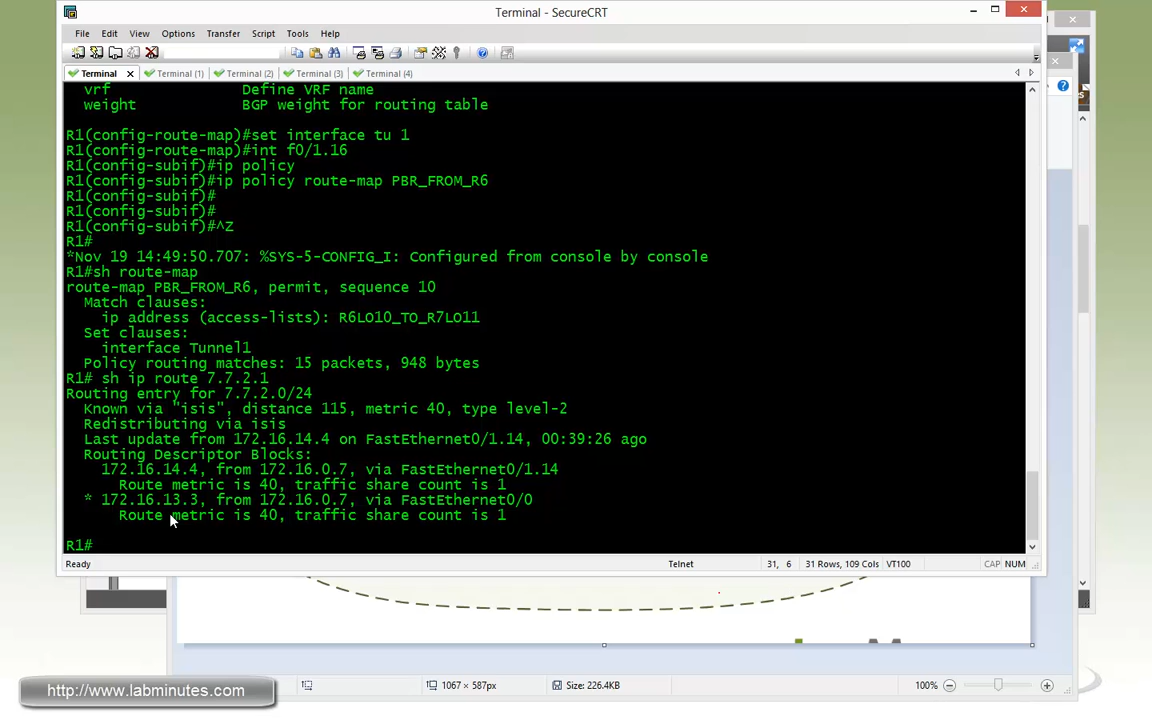 Terminal - SecureCRT
File Edit View Options Transfer Script Tools Help
Terminal Terminal (1) Terminal (2) Terminal (3) Terminal (4)
vrf Define VRF name
weight BGP weight for routing table
R1(config-route-map)#set interface tu 1
R1(config-route-map)#int f0/1.16
R1(config-subif)#ip policy
R1(config-subif)#ip policy route-map PBR_FROM_R6
R1(config-subif)#
R1(config-subif)#
R1(config-subif)#^Z
R1#
*Nov 19 14:49:50.707: %SYS-5-CONFIG_I: Configured from console by console
R1#sh route-map
route-map PBR_FROM_R6, permit, sequence 10
Match clauses:
ip address (access-lists): R6LO10_TO_R7LO11
Set clauses:
interface Tunnel1
Policy routing matches: 15 packets, 948 bytes
R1# sh ip route 7.7.2.1
Routing entry for 7.7.2.0/24
Known via "isis", distance 115, metric 40, type level-2
Redistributing via isis
Last update from 172.16.14.4 on FastEthernet0/1.14, 00:39:26 ago
Routing Descriptor Blocks:
172.16.14.4, from 172.16.0.7, via FastEthernet0/1.14
Route metric is 40, traffic share count is 1
* 172.16.13.3, from 172.16.0.7, via FastEthernet0/0
Route metric is 40, traffic share count is 1
R1#
Ready Telnet 31, 6 31 Rows, 109 Cols VT100 CAP NUM
http://www.labminutes.com 1067 × 587px Size: 226.4KB 100%